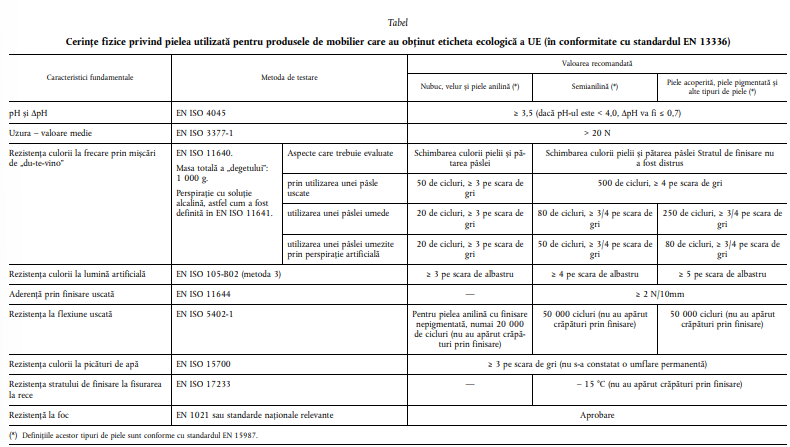 Tabel
Cerințe fizice privind pielea utilizată pentru produsele de mobilier care au obținut eticheta ecologică a UE (în conformitate cu standardul EN 13336)
Caracteristici fundamentale
Metoda de testare
Valoarea recomandată
Nubuc, velur și piele anilină (*)
Semianilină (*)
Piele acoperită, piele pigmentată și
alte tipuri de piele (*)
pH și ΔpH
EN ISO 4045
≥ 3,5 (dacă pH-ul este < 4,0, ΔpH va fi ≤ 0,7)
Uzura – valoare medie
EN ISO 3377-1
> 20 N
Rezistența culorii la frecare prin mișcări
de „du-te-vino”
EN ISO 11640.
Masa totală a „degetului”:
1 000 g.
Perspirație cu soluție
alcalină, astfel cum a fost
definită în EN ISO 11641.
Aspecte care trebuie evaluate
Schimbarea culorii pielii și pă-
tarea pâslei
Schimbarea culorii pielii și pătarea pâslei Stratul de finisare nu
a fost distrus
prin utilizarea unei pâsle
uscate
50 de cicluri, ≥ 3 pe scara de
gri
500 de cicluri, ≥ 4 pe scara de
gri
utilizarea unei pâslei umede
20 de cicluri, ≥ 3 pe scara de
gri
80 de cicluri, ≥ 3/4 pe scara de
gri
250 de cicluri, ≥ 3/4 pe scara de
gri
utilizarea unei pâslei umezite
prin perspirație artificială
20 de cicluri, ≥ 3 pe scara de
gri
50 de cicluri, ≥ 3/4 pe scara de
gri
80 de cicluri, ≥ 3/4 pe scara de
gri
Rezistența culorii la lumină artificială
EN ISO 105-B02 (metoda 3)
≥ 3 pe scara de albastru
≥ 4 pe scara de albastru
≥ 5 pe scara de albastru
Aderență prin finisare uscată
EN ISO 11644
—
≥ 2 N/10mm
Rezistența la flexiune uscată
EN ISO 5402-1
Pentru pielea anilină cu finisare
nepigmentată, numai 20 000
de cicluri (nu au apărut crăpă-
turi prin finisare)
50 000 cicluri (nu au apărut
crăpături prin finisare)
50 000 cicluri (nu au apărut
crăpături prin finisare)
Rezistența culorii la picături de apă
EN ISO 15700
≥ 3 pe scara de gri (nu s-a constatat o umflare permanentă)
Rezistența stratului de finisare la fisurarea
la rece
EN ISO 17233
—
– 15 °C (nu au apărut crăpături prin finisare)
Rezistență la foc
EN 1021 sau standarde naționale relevante
Aprobare
(*) Definițiile acestor tipuri de piele sunt conforme cu standardul EN 15987.